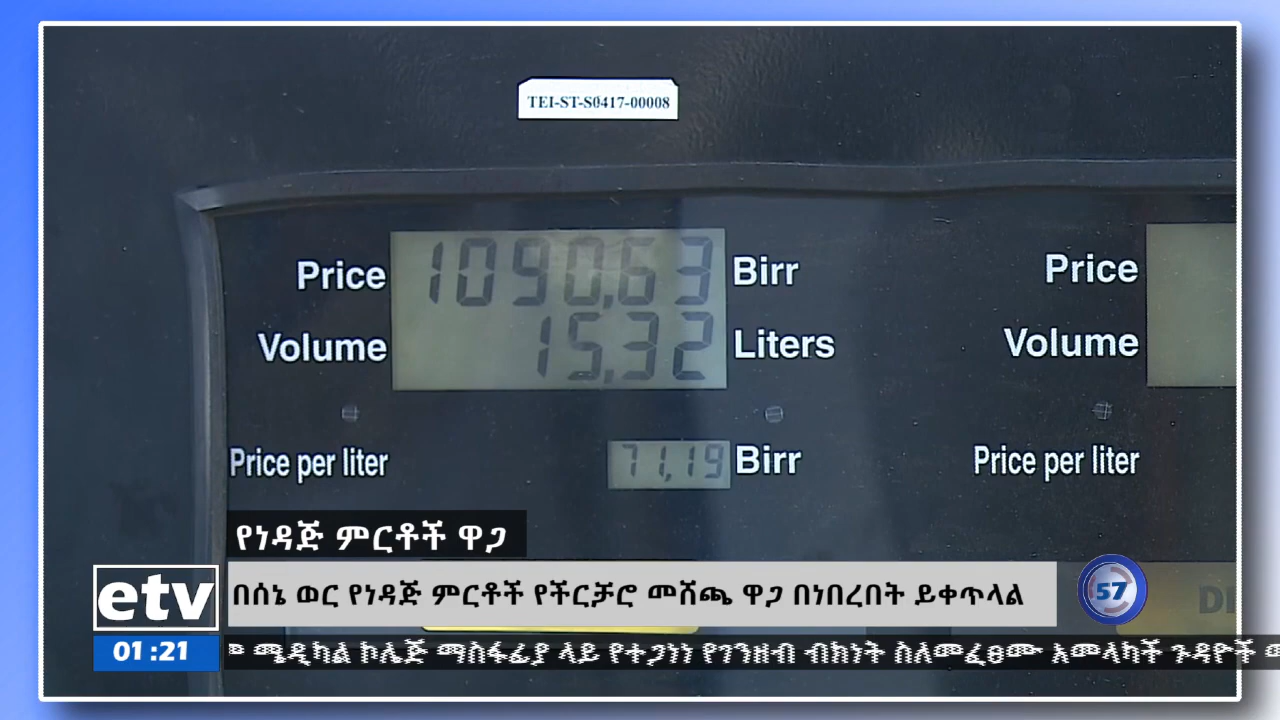 TEI-ST-S0417-00008
Price 1090,63 Birr Price
Volume 15,32 Liters Volume
Price per liter 71,19 Birr Price per liter
የነዳጅ ምርቶች ዋጋ
etv በሰኔ ወር የነዳጅ ምርቶች የችርቻሮ መሸጫ ዋጋ በነበረበት ይቀጥላል 57
01 :21 ሜዲካል ኮሌጅ ማስፋፊያ ላይ የተጋነነ የገንዘብ ብክነት ስለመፈፀሙ አመላካች ጉዳዮች